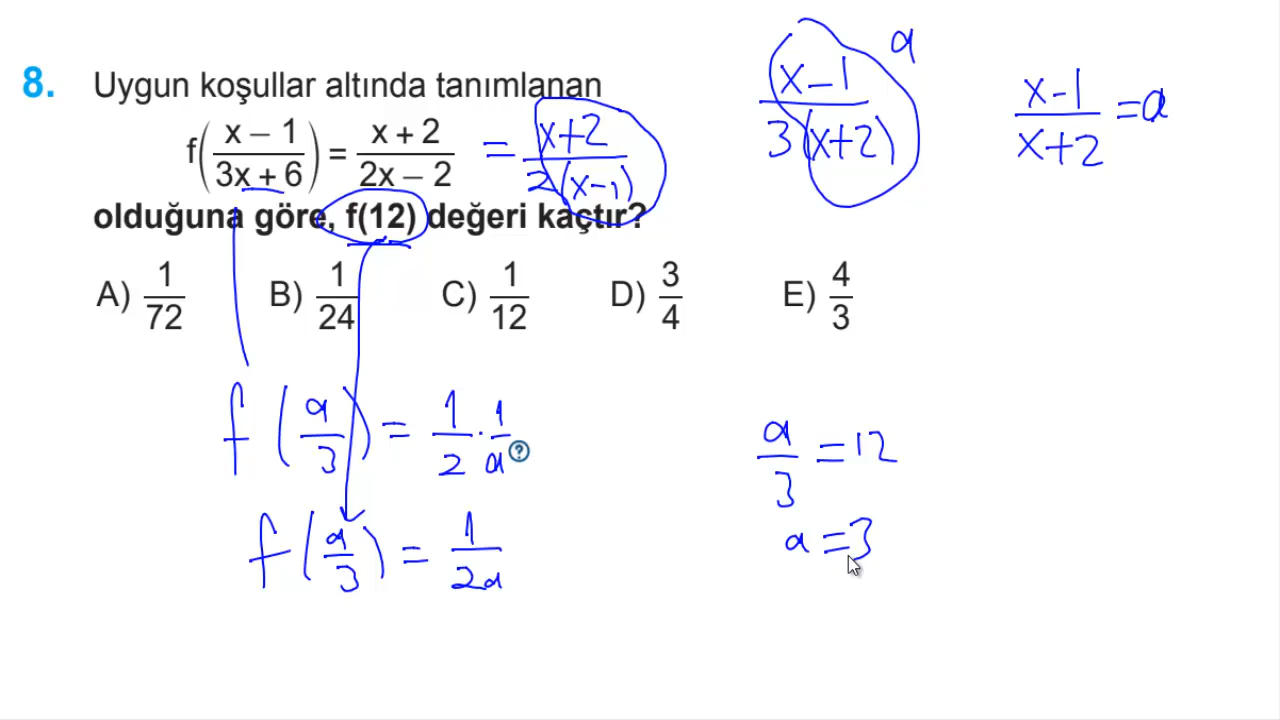 8. Uygun koşullar altında tanımlanan
f((x – 1)/(3x + 6)) = (x + 2)/(2x – 2) = (x+2)/(2(x-1))
olduğuna göre, f(12) değeri kaçtır?
A) 1/72 B) 1/24 C) 1/12 D) 3/4 E) 4/3
(x-1)/(3(x+2)) a
(x-1)/(x+2) = a
f(a/3) = 1/2 · 1/a ?
f(a/3) = 1/2a
a/3 = 12
a = 3